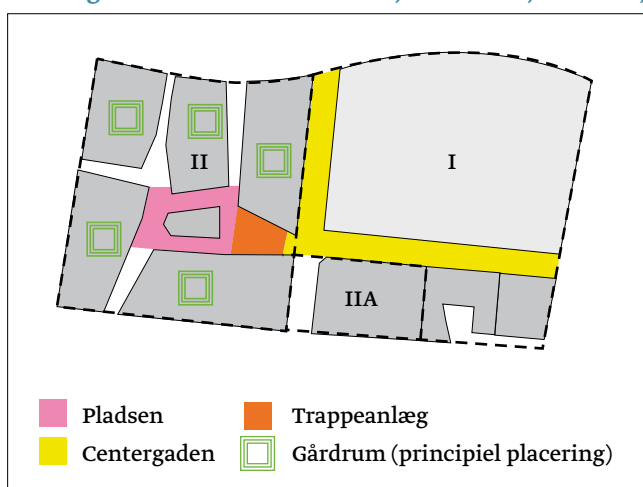 II
I
IIA
Pladsen
Trappeanlæg
Centergaden
Gårdrum (principiel placering)